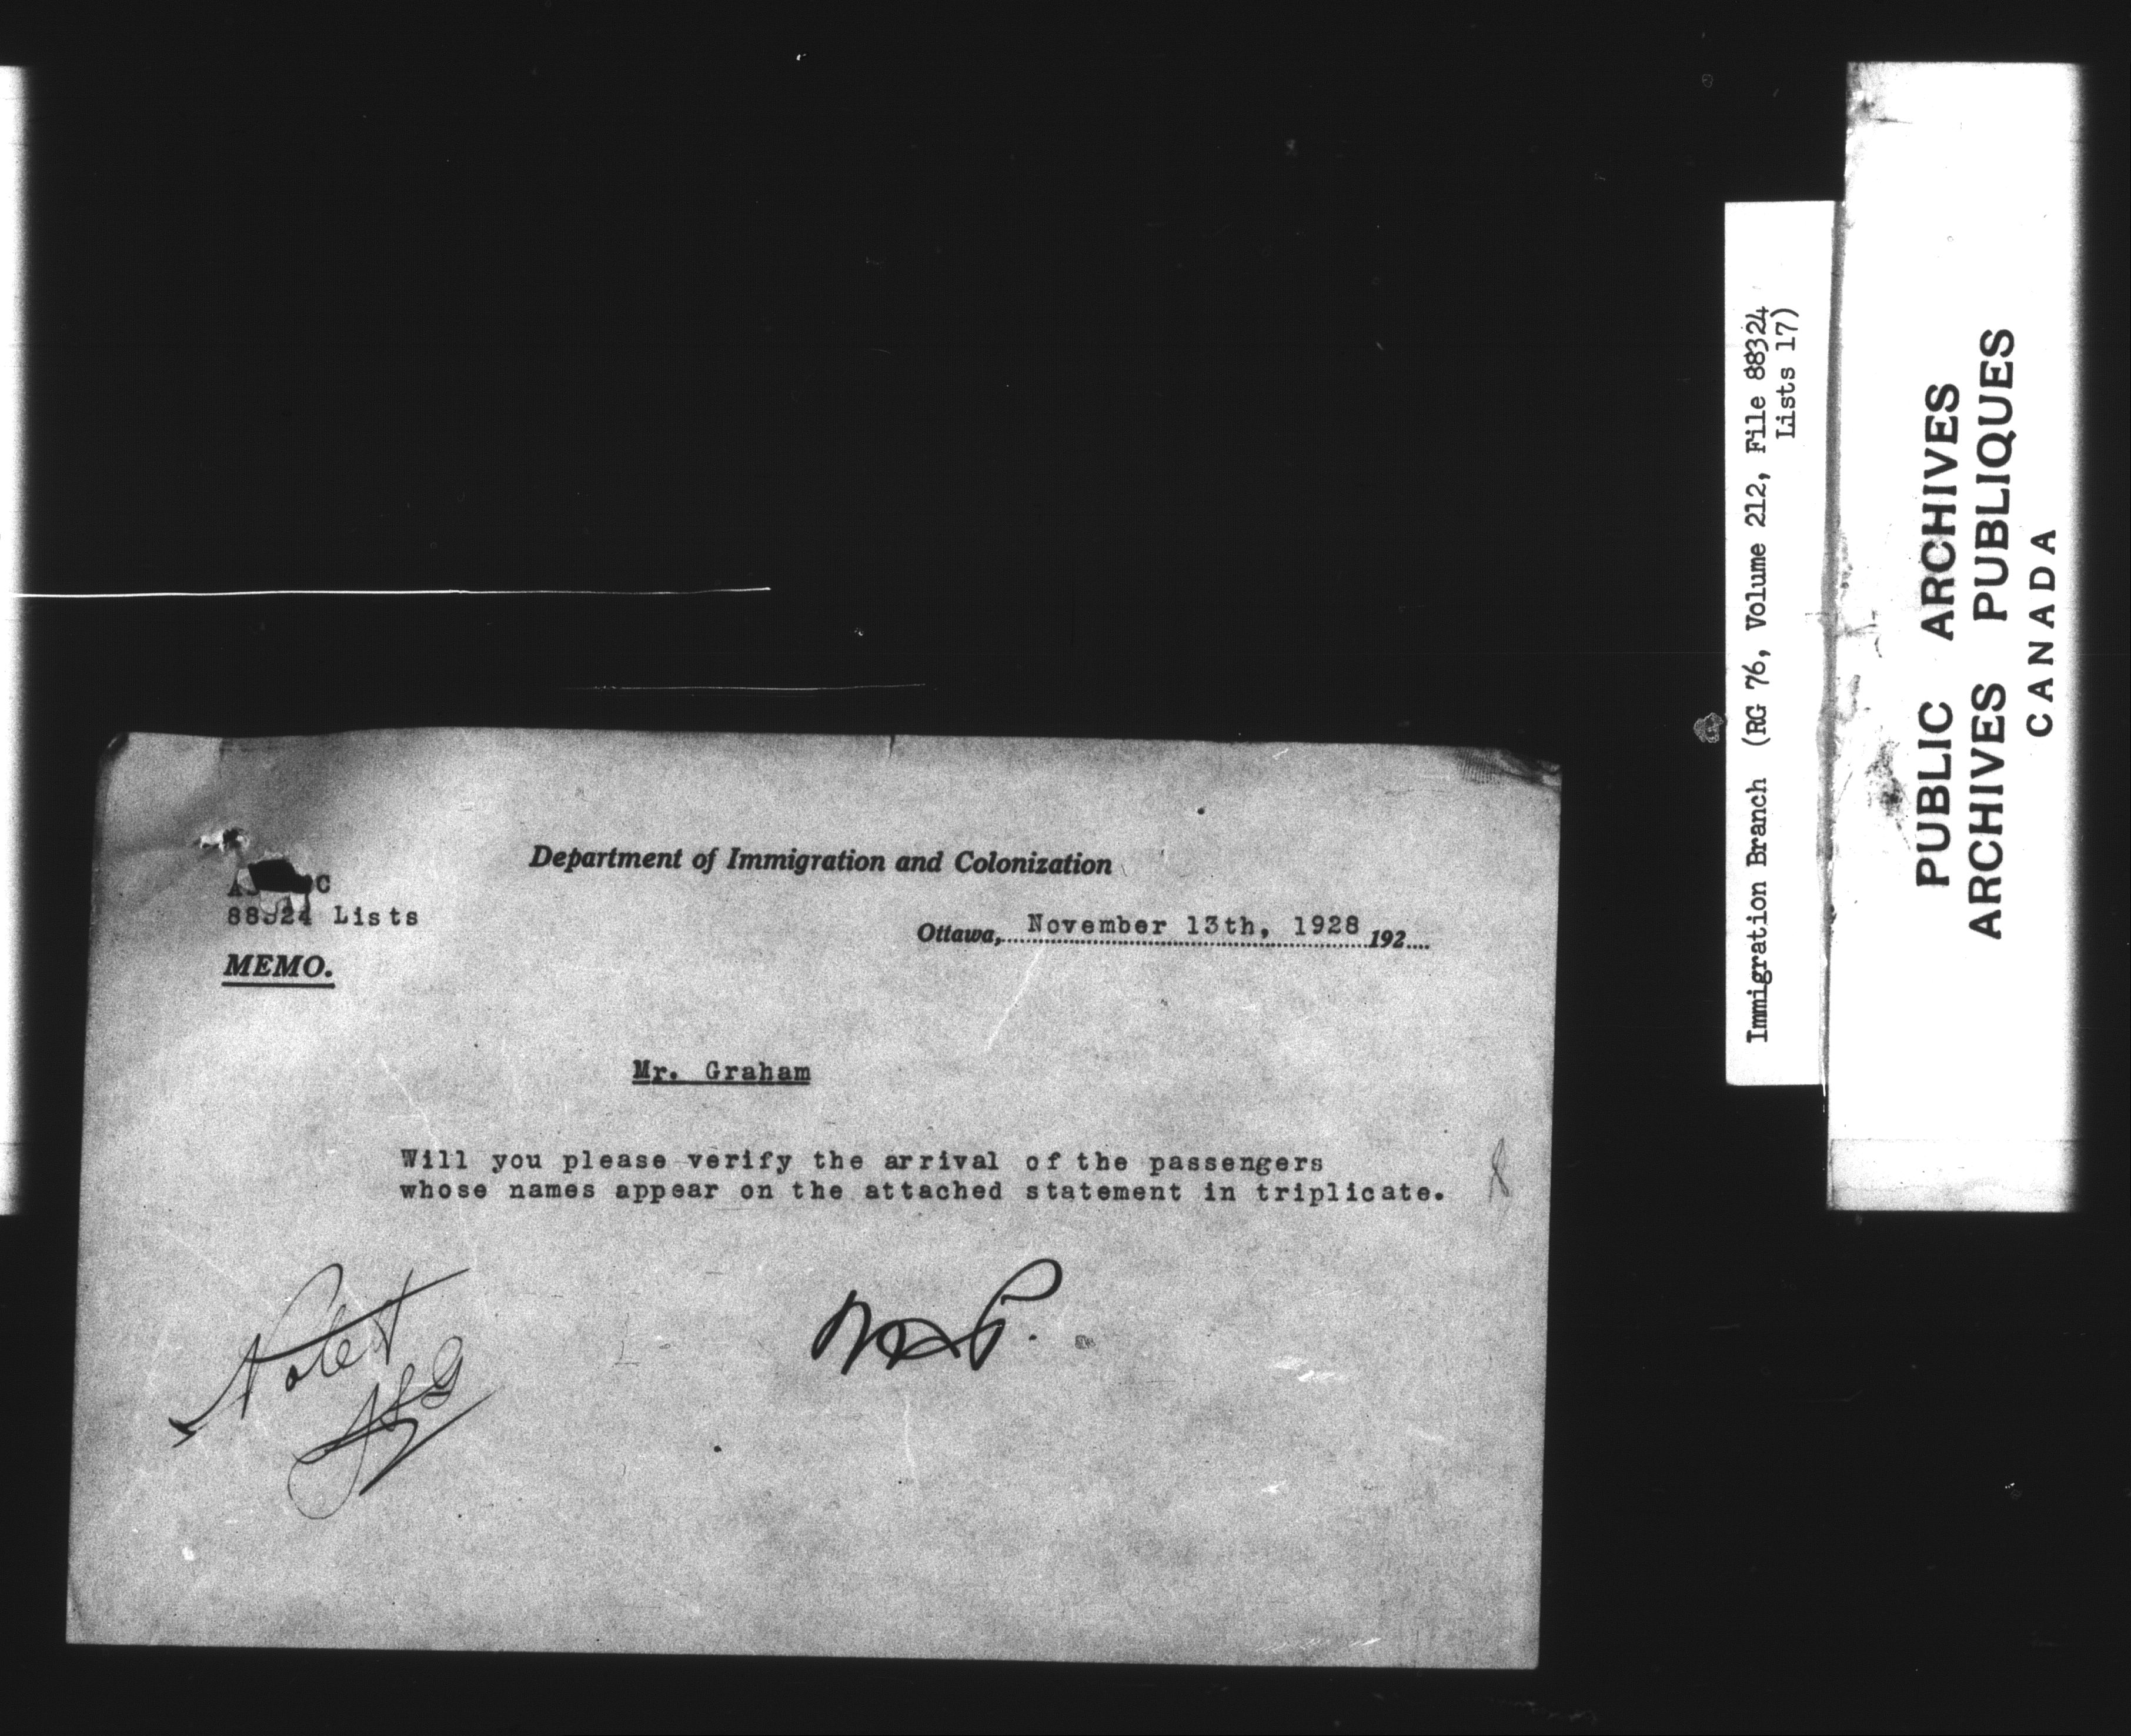 Department of Immigration and Colonization
88324 Lists
Ottawa, November 13th, 1928 192
MEMO.
Mr. Graham
Will you please verify the arrival of the passengers
whose names appear on the attached statement in triplicate.
Noted
Immigration Branch (RG 76, Volume 212, File 88324
Lists 17)
PUBLIC ARCHIVES
ARCHIVES PUBLIQUES
CANADA